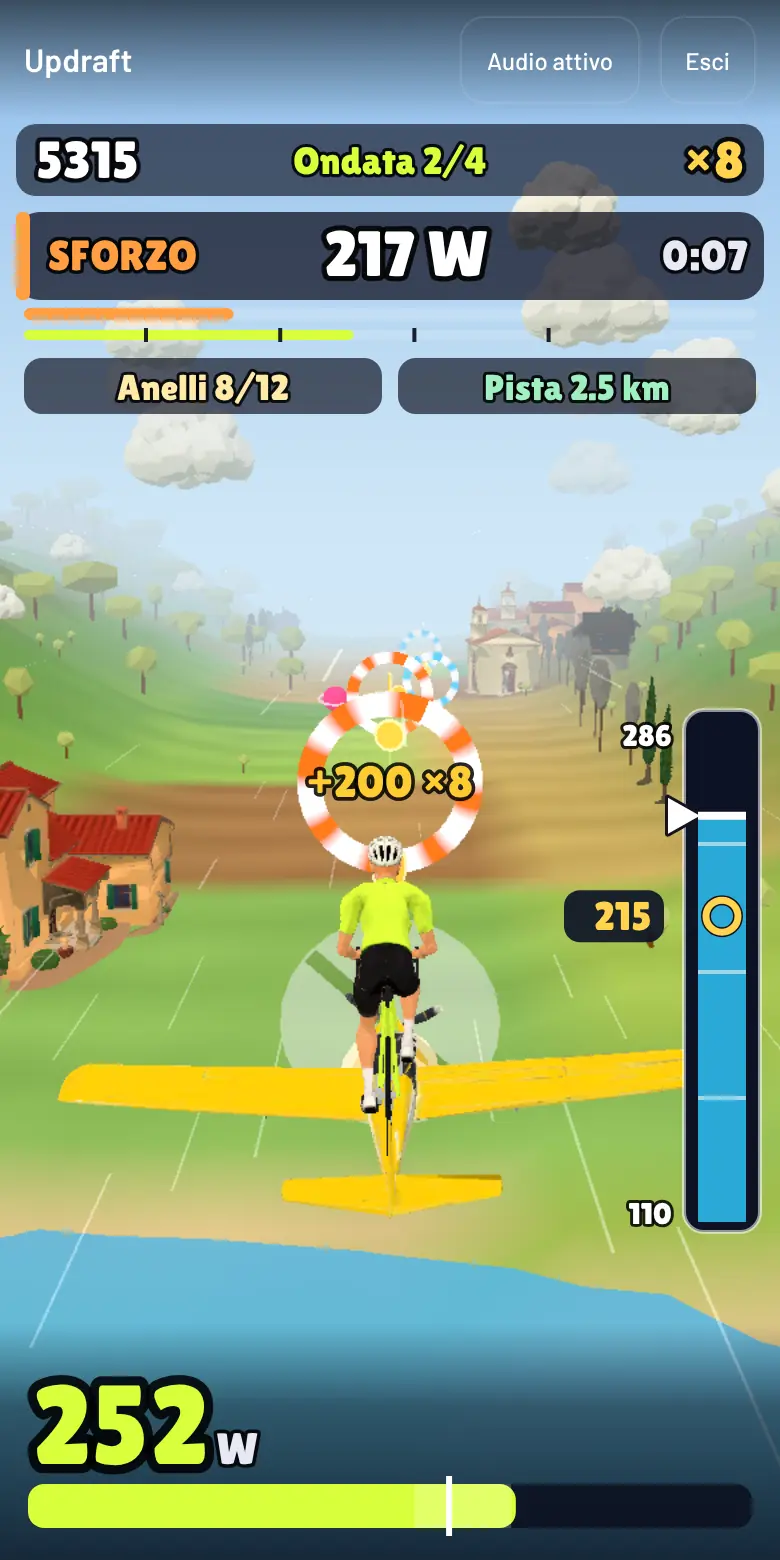 Updraft
Audio attivo
Esci
5315
Ondata 2/4
×8
SFORZO
217 W
0:07
Anelli 8/12
Pista 2.5 km
286
+200 ×8
215
110
252 W